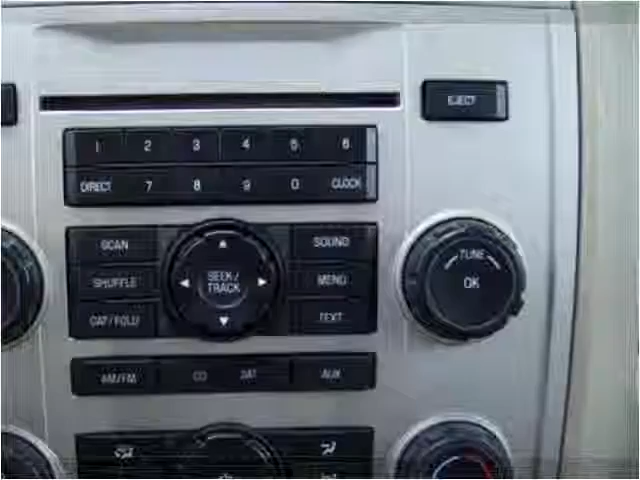 EJECT
1 2 3 4 5 6
DIRECT 7 8 9 0 CLOCK
SCAN
SOUND
SHUFFLE
SEEK/
TRACK
MENU
CAT/FOLD
TEXT
TUNE
OK
AM/FM CD SAT AUX